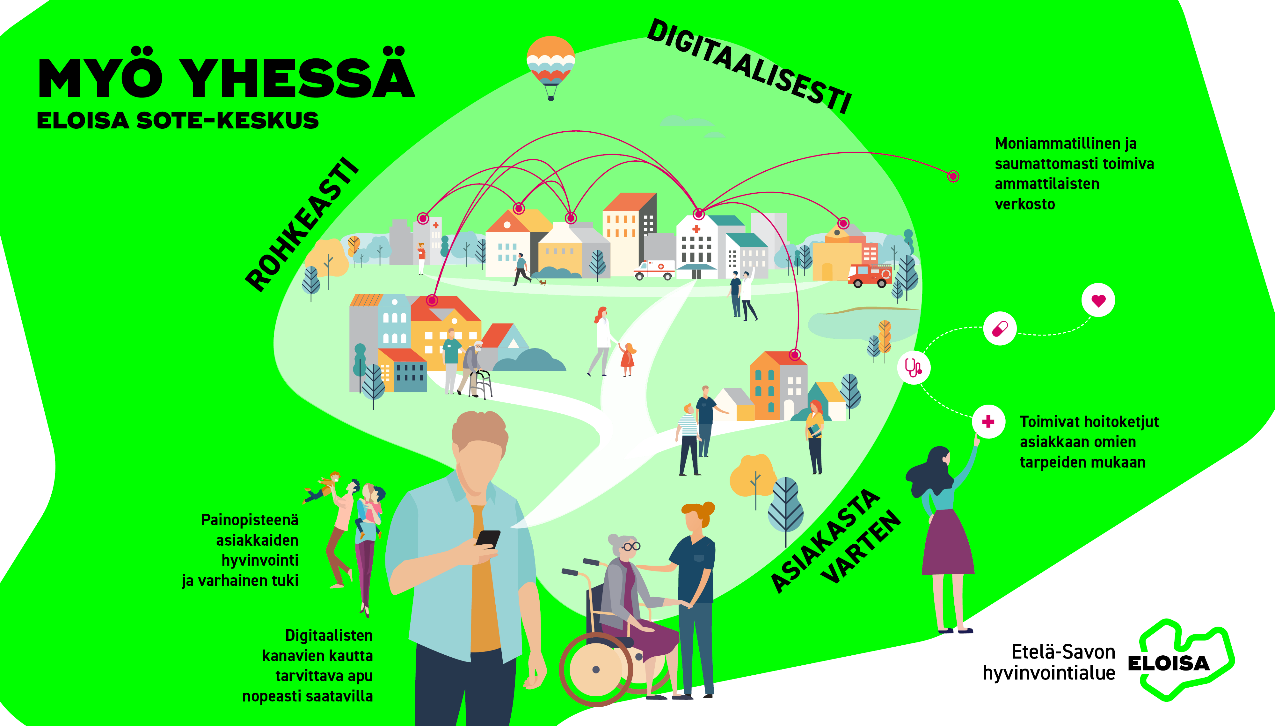 MYÖ YHESSÄ
ELOISA SOTE-KESKUS
ROHKEASTI
DIGITAALISESTI
Moniammatillinen ja
saumattomasti toimiva
ammattilaisten
verkosto
Toimivat hoitoketjut
asiakkaan omien
tarpeiden mukaan
ASIAKASTA
VARTEN
Painopisteenä
asiakkaiden
hyvinvointi
ja varhainen tuki
Digitaalisten
kanavien kautta
tarvittava apu
nopeasti saatavilla
Etelä-Savon
hyvinvointialue
ELOISA